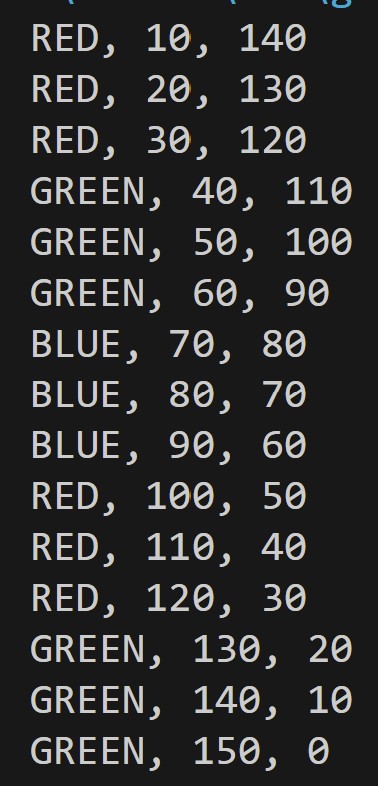 RED, 10, 140
RED, 20, 130
RED, 30, 120
GREEN, 40, 110
GREEN, 50, 100
GREEN, 60, 90
BLUE, 70, 80
BLUE, 80, 70
BLUE, 90, 60
RED, 100, 50
RED, 110, 40
RED, 120, 30
GREEN, 130, 20
GREEN, 140, 10
GREEN, 150, 0